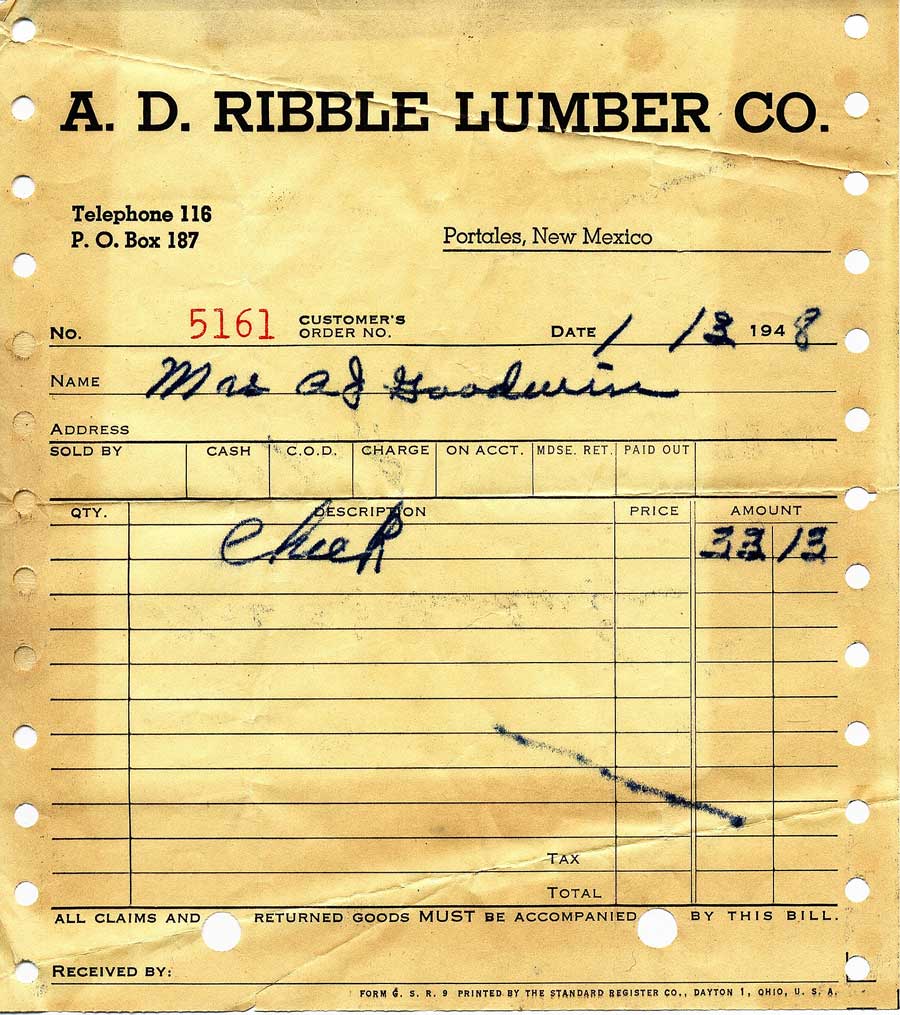 A. D. RIBBLE LUMBER CO.
Telephone 116
P. O. Box 187
Portales, New Mexico
No. 5161 CUSTOMER'S ORDER NO. DATE 1 13 1948
NAME Mrs A J Goodwin
ADDRESS
SOLD BY CASH C.O.D. CHARGE ON ACCT. MDSE. RET. PAID OUT
QTY. DESCRIPTION PRICE AMOUNT
Check 33 13
TAX
TOTAL
ALL CLAIMS AND RETURNED GOODS MUST BE ACCOMPANIED BY THIS BILL.
RECEIVED BY:
FORM G. S. R. 9 PRINTED BY THE STANDARD REGISTER CO., DAYTON 1, OHIO, U. S. A.